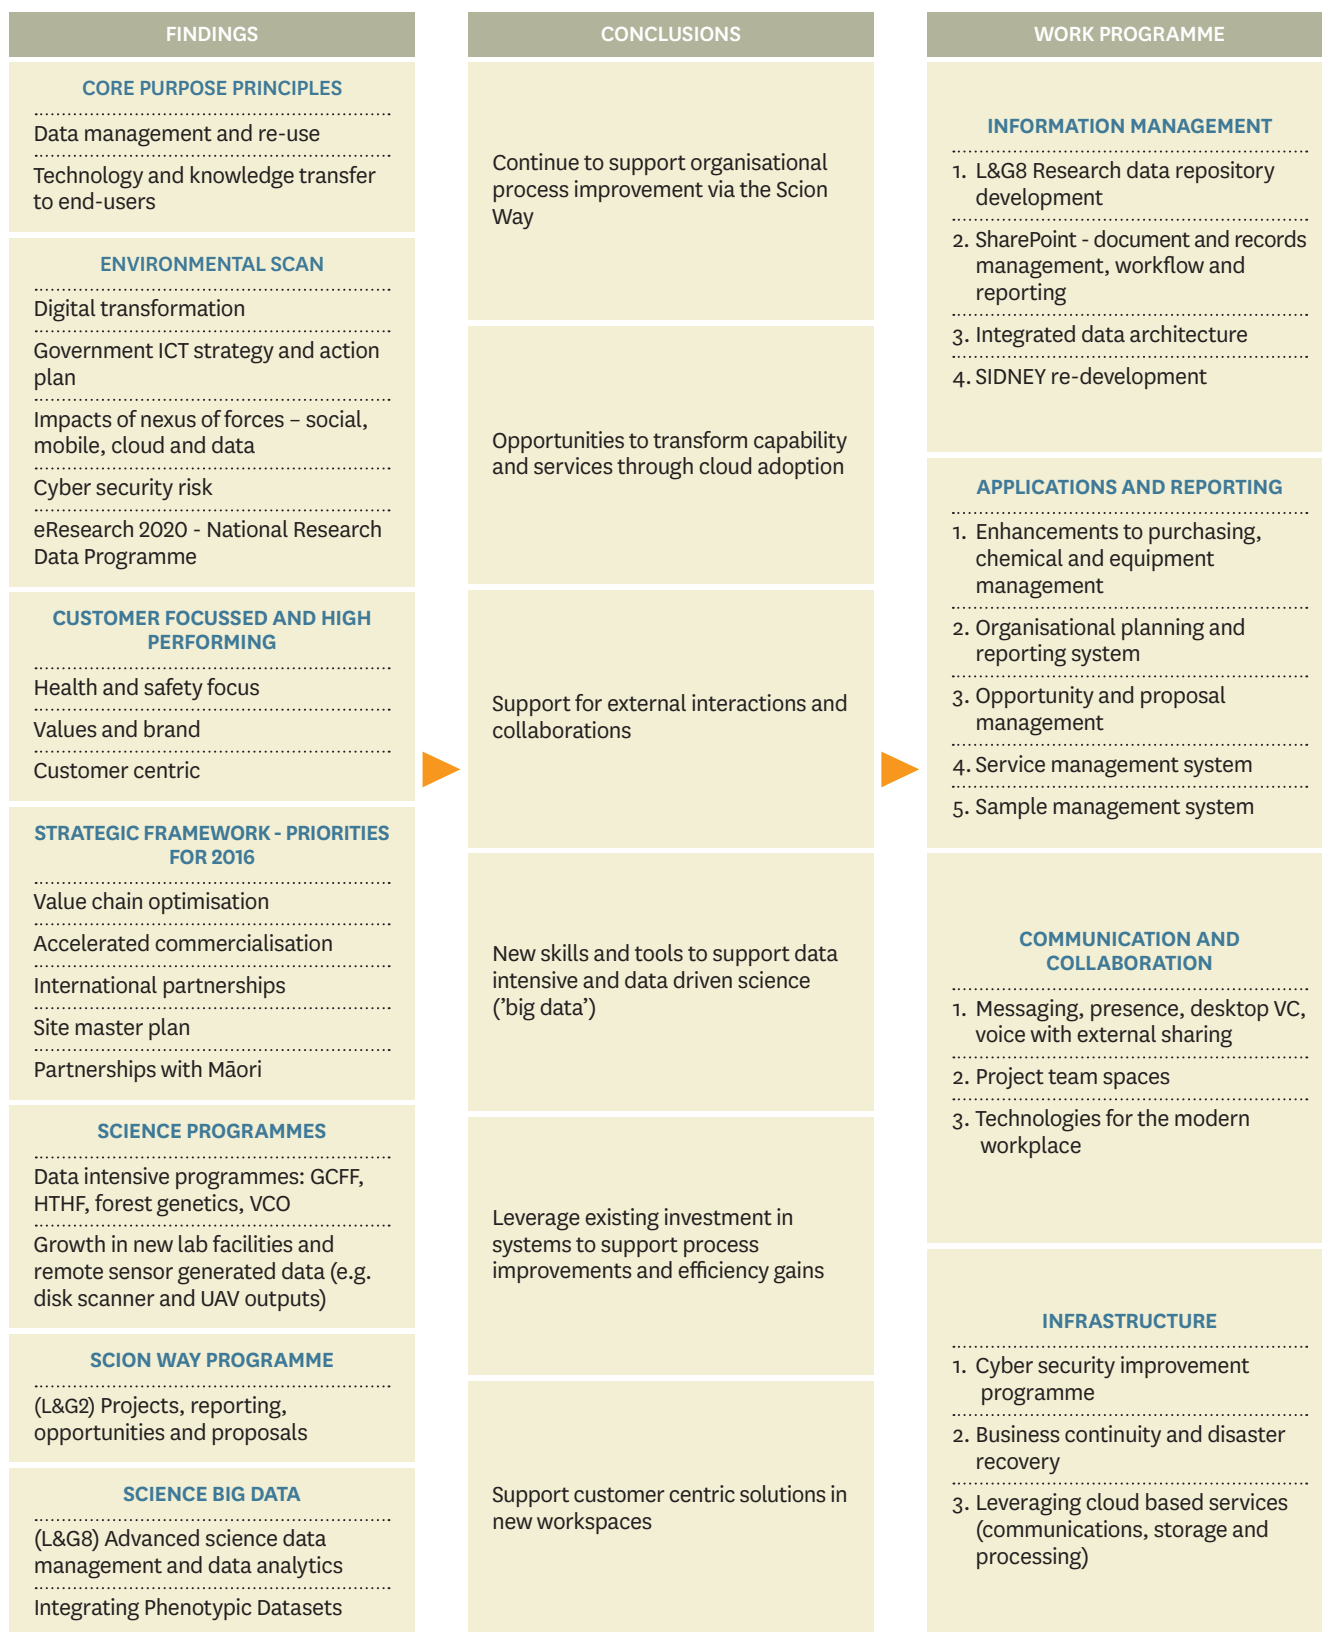 FINDINGS
CORE PURPOSE PRINCIPLES
Data management and re-use
Technology and knowledge transfer
to end-users
ENVIRONMENTAL SCAN
Digital transformation
Government ICT strategy and action
plan
Impacts of nexus of forces – social,
mobile, cloud and data
Cyber security risk
eResearch 2020 - National Research
Data Programme
CUSTOMER FOCUSSED AND HIGH
PERFORMING
Health and safety focus
Values and brand
Customer centric
STRATEGIC FRAMEWORK - PRIORITIES
FOR 2016
Value chain optimisation
Accelerated commercialisation
International partnerships
Site master plan
Partnerships with Māori
SCIENCE PROGRAMMES
Data intensive programmes: GCFF,
HTHF, forest genetics, VCO
Growth in new lab facilities and
remote sensor generated data (e.g.
disk scanner and UAV outputs)
SCION WAY PROGRAMME
(L&G2) Projects, reporting,
opportunities and proposals
SCIENCE BIG DATA
(L&G8) Advanced science data
management and data analytics
Integrating Phenotypic Datasets
CONCLUSIONS
Continue to support organisational
process improvement via the Scion
Way
Opportunities to transform capability
and services through cloud adoption
Support for external interactions and
collaborations
New skills and tools to support data
intensive and data driven science
(’big data’)
Leverage existing investment in
systems to support process
improvements and efficiency gains
Support customer centric solutions in
new workspaces
WORK PROGRAMME
INFORMATION MANAGEMENT
1. L&G8 Research data repository
development
2. SharePoint - document and records
management, workflow and
reporting
3. Integrated data architecture
4. SIDNEY re-development
APPLICATIONS AND REPORTING
1. Enhancements to purchasing,
chemical and equipment
management
2. Organisational planning and
reporting system
3. Opportunity and proposal
management
4. Service management system
5. Sample management system
COMMUNICATION AND
COLLABORATION
1. Messaging, presence, desktop VC,
voice with external sharing
2. Project team spaces
3. Technologies for the modern
workplace
INFRASTRUCTURE
1. Cyber security improvement
programme
2. Business continuity and disaster
recovery
3. Leveraging cloud based services
(communications, storage and
processing)